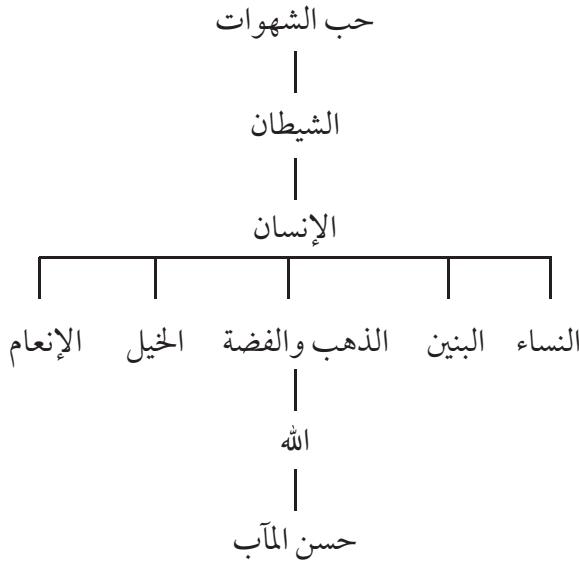 حب الشهوات
الشيطان
الإنسان
النساء البنين الذهب والفضة الخيل الإنعام
الله
حسن المآب